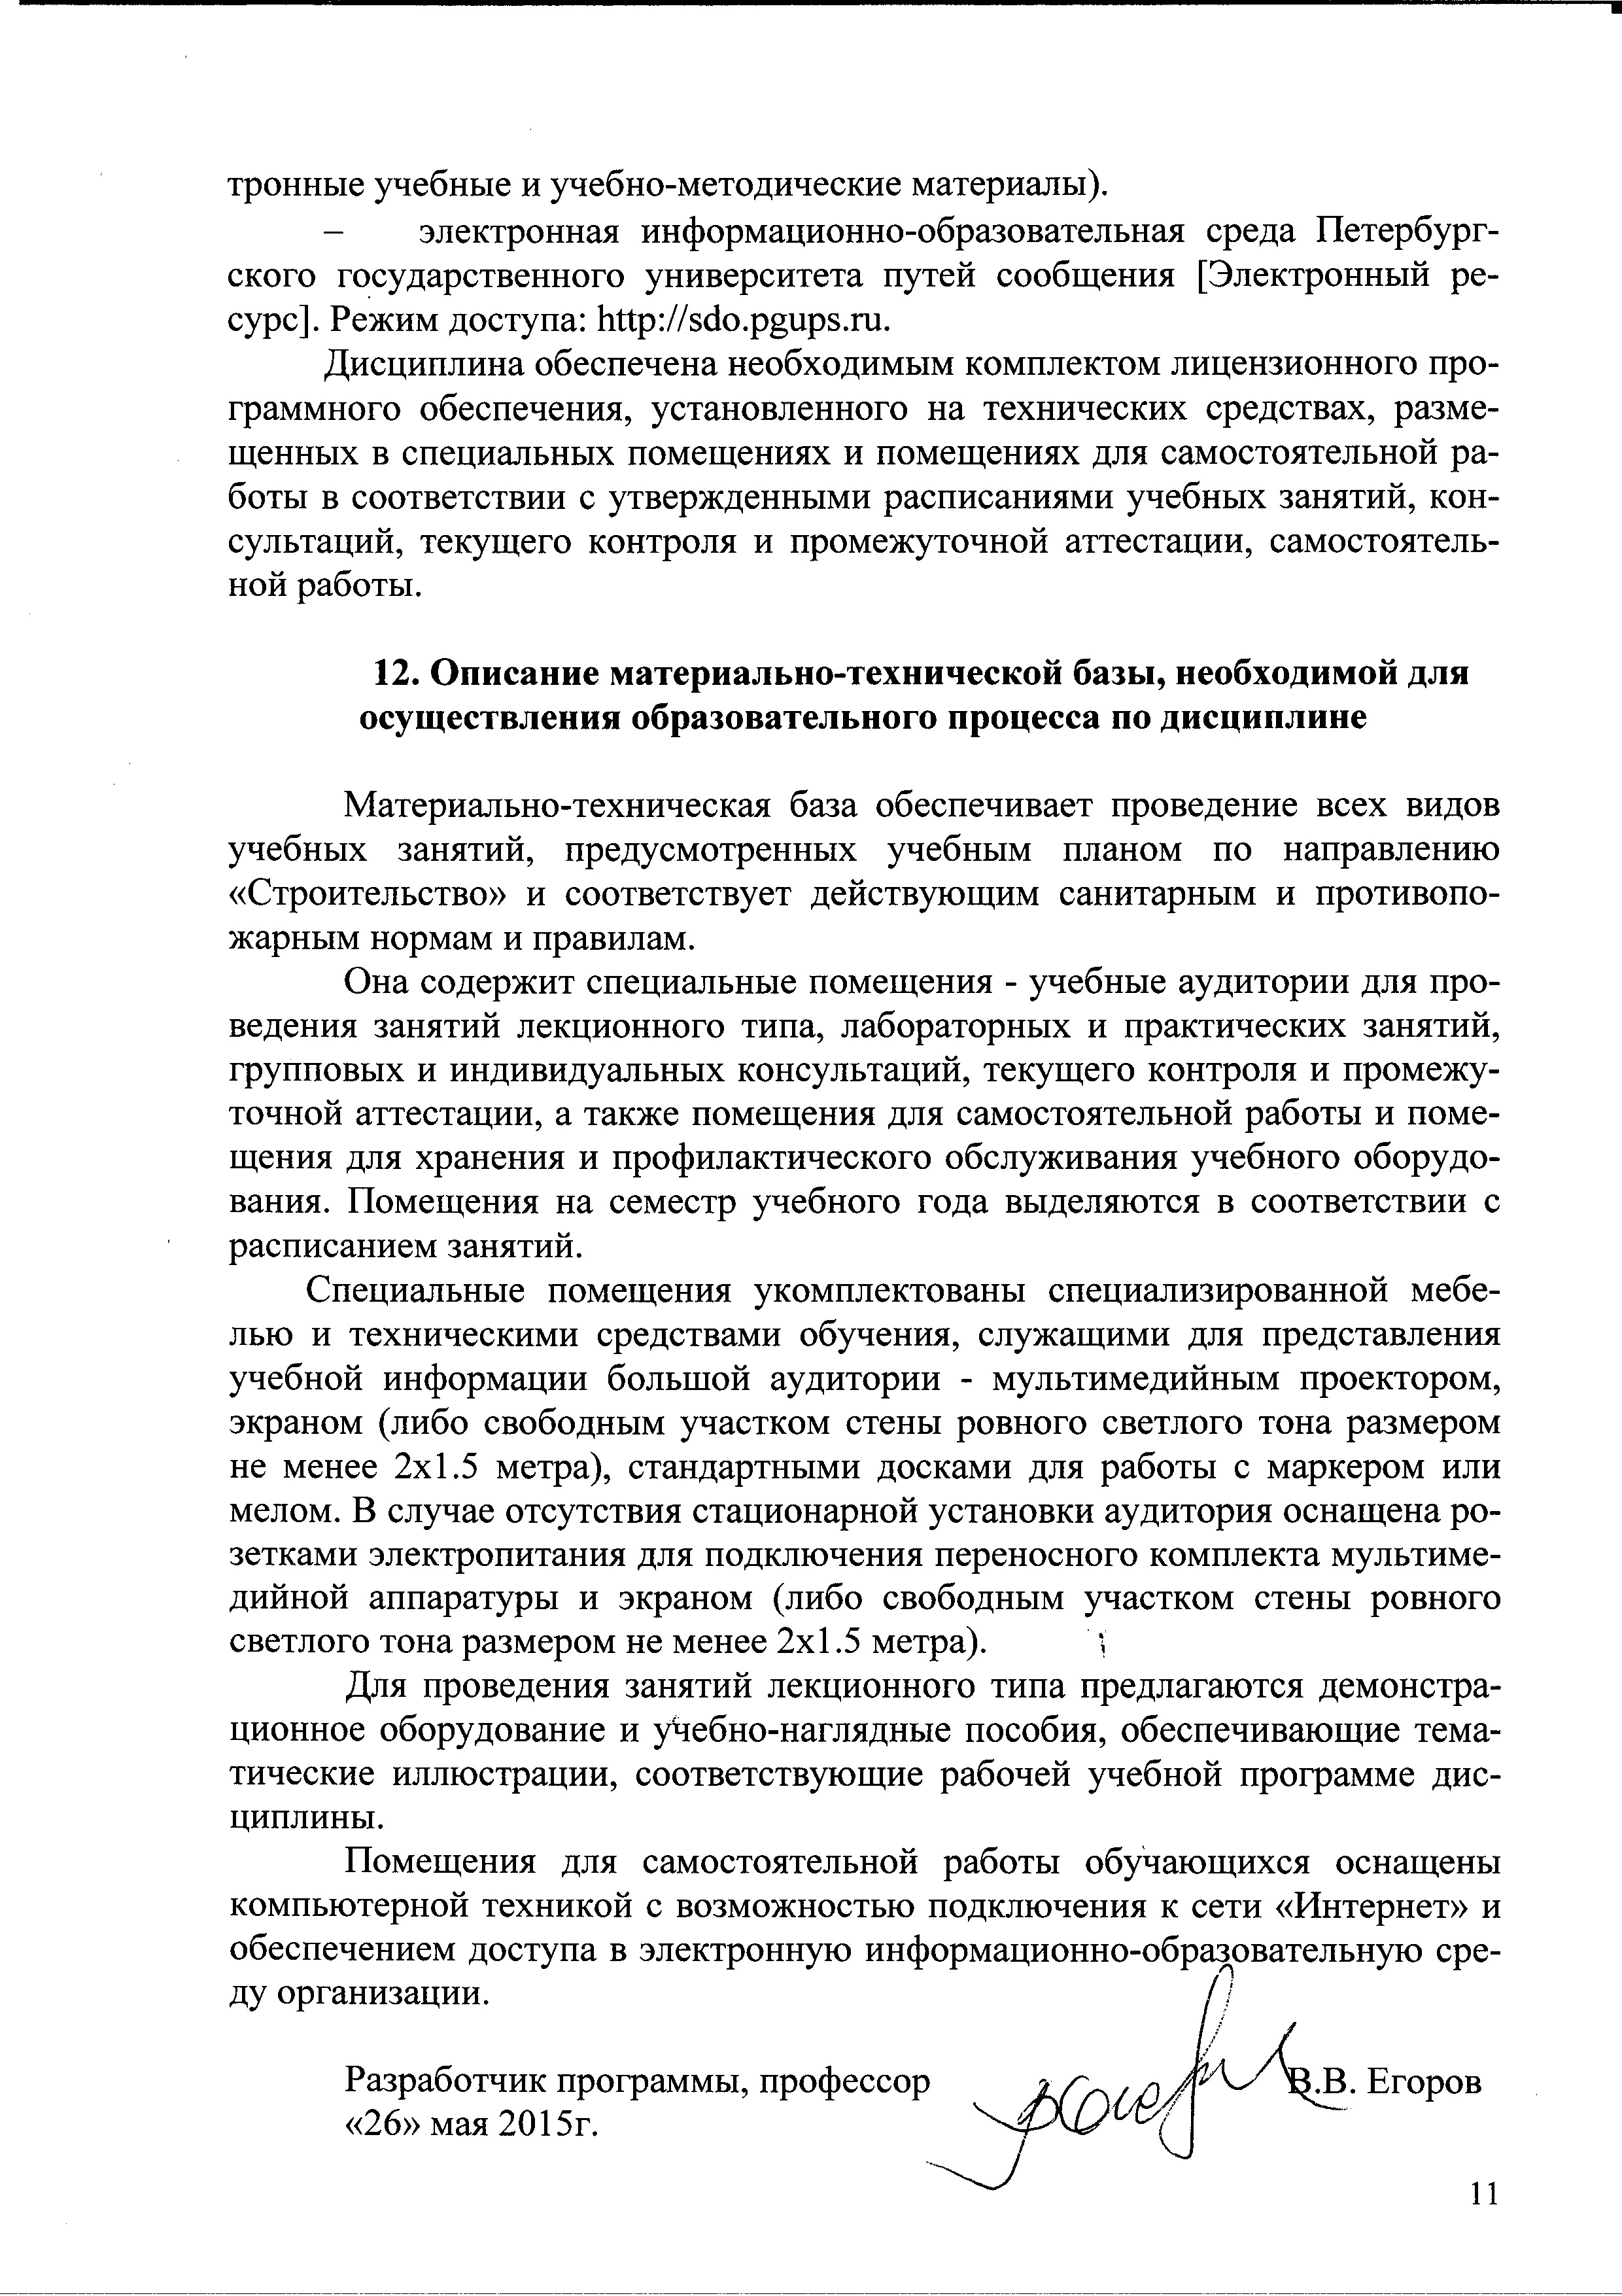 тронные учебные и учебно-методические материалы).
– электронная информационно-образовательная среда Петербург-
ского государственного университета путей сообщения [Электронный ре-
сурс]. Режим доступа: http://sdo.pgups.ru.
Дисциплина обеспечена необходимым комплектом лицензионного про-
граммного обеспечения, установленного на технических средствах, разме-
щенных в специальных помещениях и помещениях для самостоятельной ра-
боты в соответствии с утвержденными расписаниями учебных занятий, кон-
сультаций, текущего контроля и промежуточной аттестации, самостоятель-
ной работы.
12. Описание материально-технической базы, необходимой для
осуществления образовательного процесса по дисциплине
Материально-техническая база обеспечивает проведение всех видов
учебных занятий, предусмотренных учебным планом по направлению
«Строительство» и соответствует действующим санитарным и противопо-
жарным нормам и правилам.
Она содержит специальные помещения - учебные аудитории для про-
ведения занятий лекционного типа, лабораторных и практических занятий,
групповых и индивидуальных консультаций, текущего контроля и промежу-
точной аттестации, а также помещения для самостоятельной работы и поме-
щения для хранения и профилактического обслуживания учебного оборудо-
вания. Помещения на семестр учебного года выделяются в соответствии с
расписанием занятий.
Специальные помещения укомплектованы специализированной мебе-
лью и техническими средствами обучения, служащими для представления
учебной информации большой аудитории - мультимедийным проектором,
экраном (либо свободным участком стены ровного светлого тона размером
не менее 2х1.5 метра), стандартными досками для работы с маркером или
мелом. В случае отсутствия стационарной установки аудитория оснащена ро-
зетками электропитания для подключения переносного комплекта мультиме-
дийной аппаратуры и экраном (либо свободным участком стены ровного
светлого тона размером не менее 2х1.5 метра).
Для проведения занятий лекционного типа предлагаются демонстра-
ционное оборудование и учебно-наглядные пособия, обеспечивающие тема-
тические иллюстрации, соответствующие рабочей учебной программе дис-
циплины.
Помещения для самостоятельной работы обучающихся оснащены
компьютерной техникой с возможностью подключения к сети «Интернет» и
обеспечением доступа в электронную информационно-образовательную сре-
ду организации.
Разработчик программы, профессор В.В. Егоров
«26» мая 2015г.
11